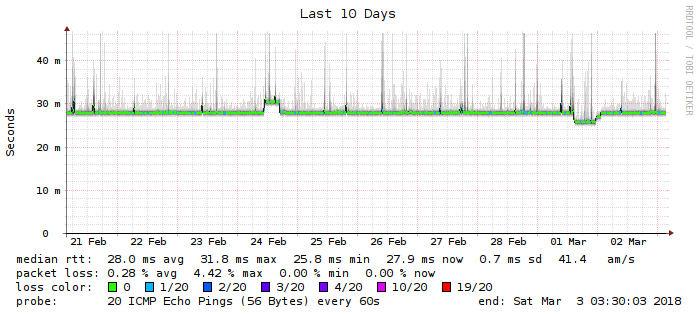 Last 10 Days
RRDTOOL / TOBI OETIKER
Seconds
40 m
30 m
20 m
10 m
0
21 Feb 22 Feb 23 Feb 24 Feb 25 Feb 26 Feb 27 Feb 28 Feb 01 Mar 02 Mar
median rtt: 28.0 ms avg 31.8 ms max 25.8 ms min 27.9 ms now 0.7 ms sd 41.4 am/s
packet loss: 0.28 % avg 4.42 % max 0.00 % min 0.00 % now
loss color: 0 1/20 2/20 3/20 4/20 10/20 19/20
probe: 20 ICMP Echo Pings (56 Bytes) every 60s end: Sat Mar 3 03:30:03 2018